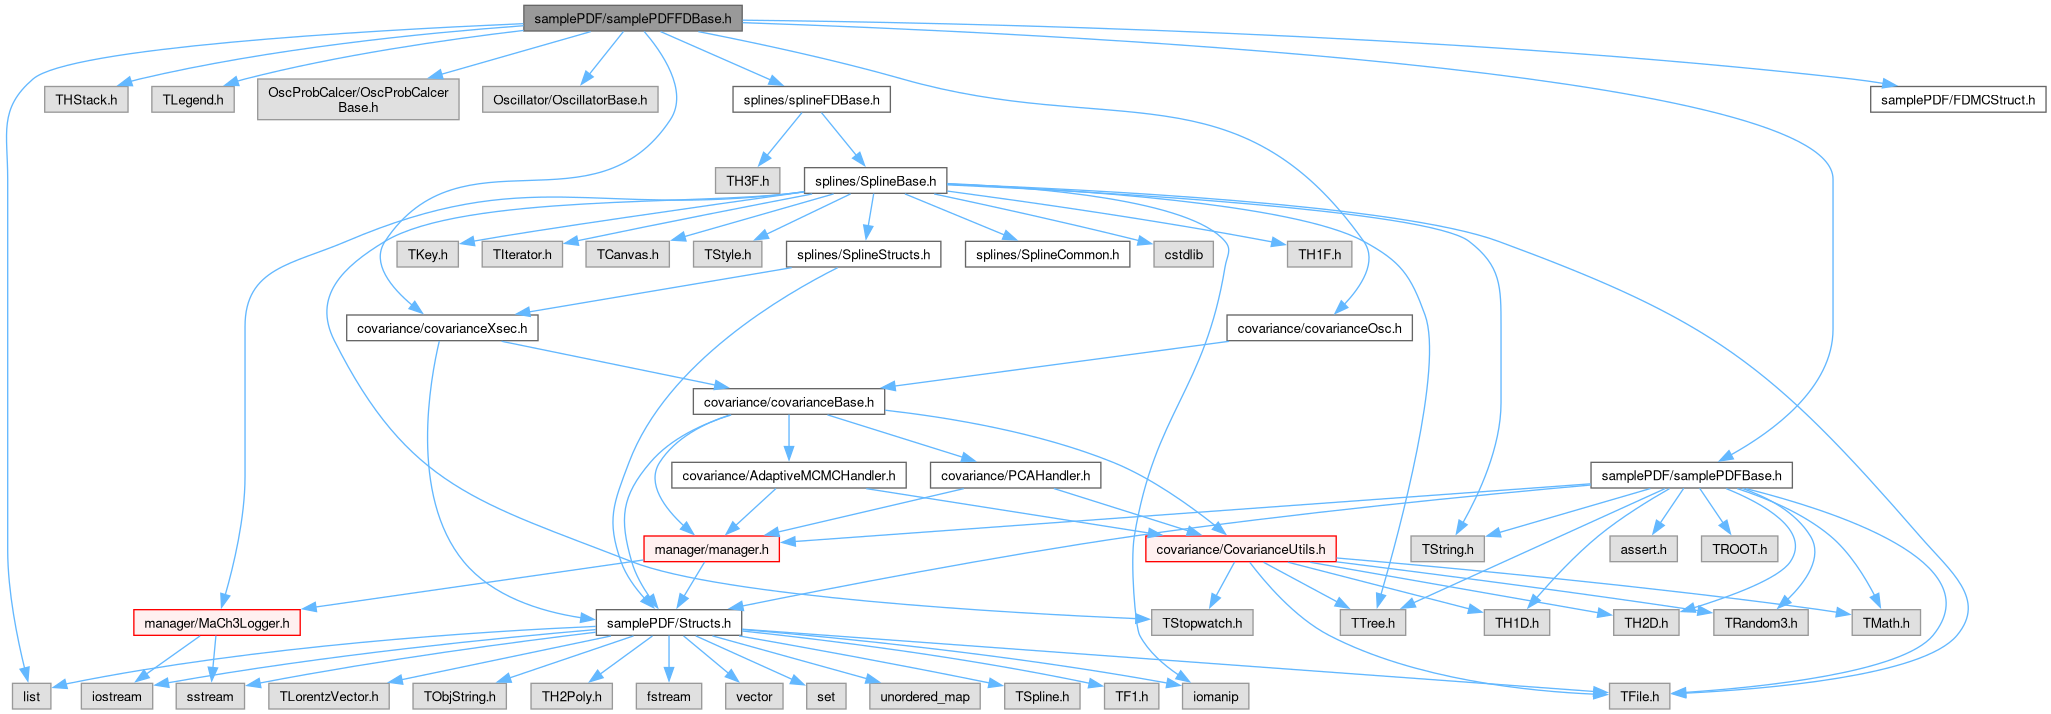 samplePDF/samplePDFFDBase.h
THStack.h
TLegend.h
OscProbCalcer/OscProbCalcer
Base.h
Oscillator/OscillatorBase.h
splines/splineFDBase.h
samplePDF/FDMCStruct.h
TH3F.h
splines/SplineBase.h
TKey.h
TIterator.h
TCanvas.h
TStyle.h
splines/SplineStructs.h
splines/SplineCommon.h
cstdlib
TH1F.h
covariance/covarianceXsec.h
covariance/covarianceOsc.h
covariance/covarianceBase.h
covariance/AdaptiveMCMCHandler.h
covariance/PCAHandler.h
samplePDF/samplePDFBase.h
manager/manager.h
covariance/CovarianceUtils.h
TString.h
assert.h
TROOT.h
manager/MaCh3Logger.h
samplePDF/Structs.h
TStopwatch.h
TTree.h
TH1D.h
TH2D.h
TRandom3.h
TMath.h
list
iostream
sstream
TLorentzVector.h
TObjString.h
TH2Poly.h
fstream
vector
set
unordered_map
TSpline.h
TF1.h
iomanip
TFile.h